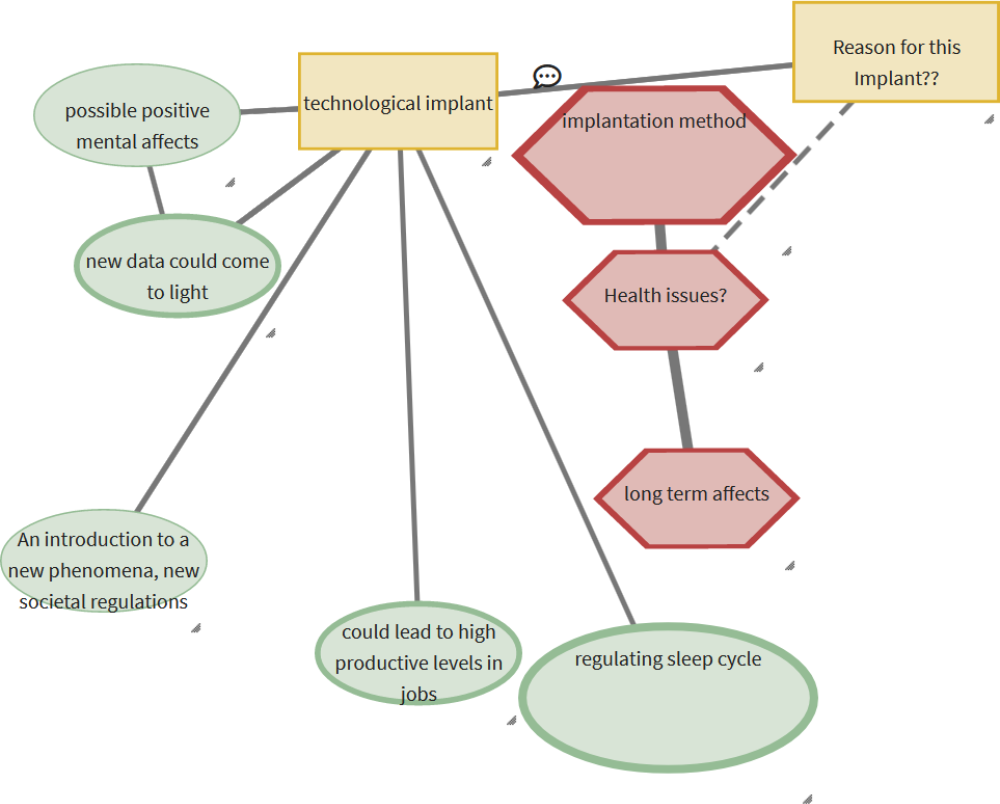 Reason for this
Implant??
technological implant
possible positive
mental affects
implantation method
new data could come
to light
Health issues?
long term affects
An introduction to a
new phenomena, new
societal regulations
could lead to high
productive levels in
jobs
regulating sleep cycle